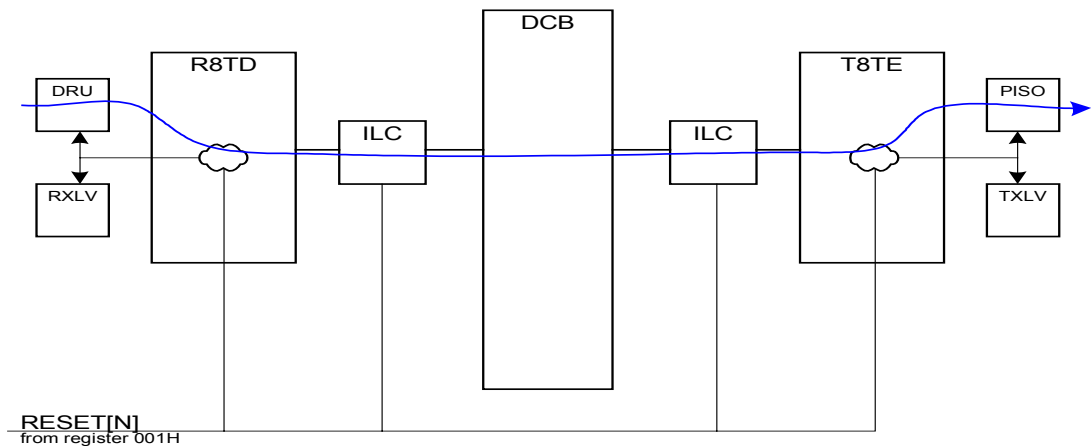 DCB
R8TD
T8TE
DRU
PISO
ILC
ILC
RXLV
TXLV
RESET[N]
from register 001H